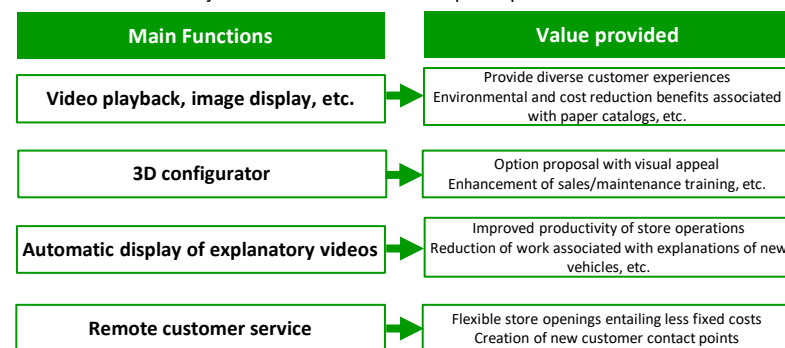 Main Functions
Value provided
Video playback, image display, etc.
Provide diverse customer experiences
Environmental and cost reduction benefits associated
with paper catalogs, etc.
3D configurator
Option proposal with visual appeal
Enhancement of sales/maintenance training, etc.
Automatic display of explanatory videos
Improved productivity of store operations
Reduction of work associated with explanations of new
vehicles, etc.
Remote customer service
Flexible store openings entailing less fixed costs
Creation of new customer contact points